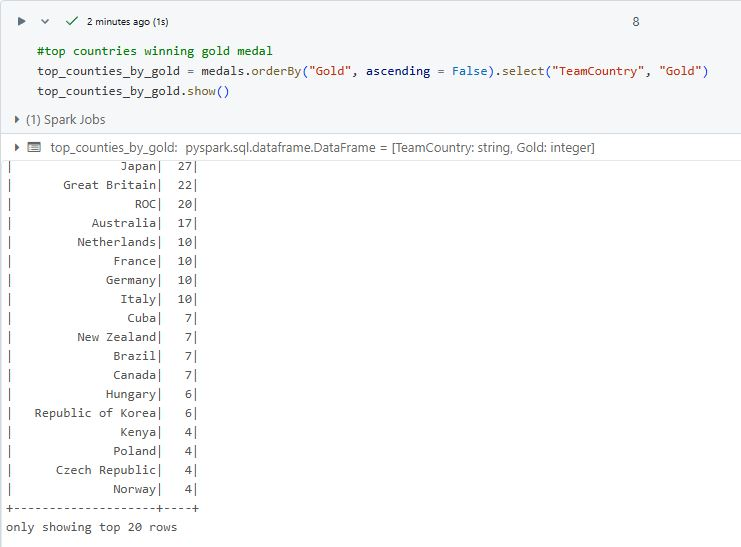 2 minutes ago (1s)
8
#top countries winning gold medal
top_counties_by_gold = medals.orderBy("Gold", ascending = False).select("TeamCountry", "Gold")
top_counties_by_gold.show()
(1) Spark Jobs
top_counties_by_gold: pyspark.sql.dataframe.DataFrame = [TeamCountry: string, Gold: integer]
|               Japan|  27|
|       Great Britain|  22|
|                 ROC|  20|
|           Australia|  17|
|         Netherlands|  10|
|              France|  10|
|             Germany|  10|
|               Italy|  10|
|                Cuba|   7|
|         New Zealand|   7|
|              Brazil|   7|
|              Canada|   7|
|             Hungary|   6|
|   Republic of Korea|   6|
|               Kenya|   4|
|              Poland|   4|
|      Czech Republic|   4|
|              Norway|   4|
+--------------------+----+
only showing top 20 rows